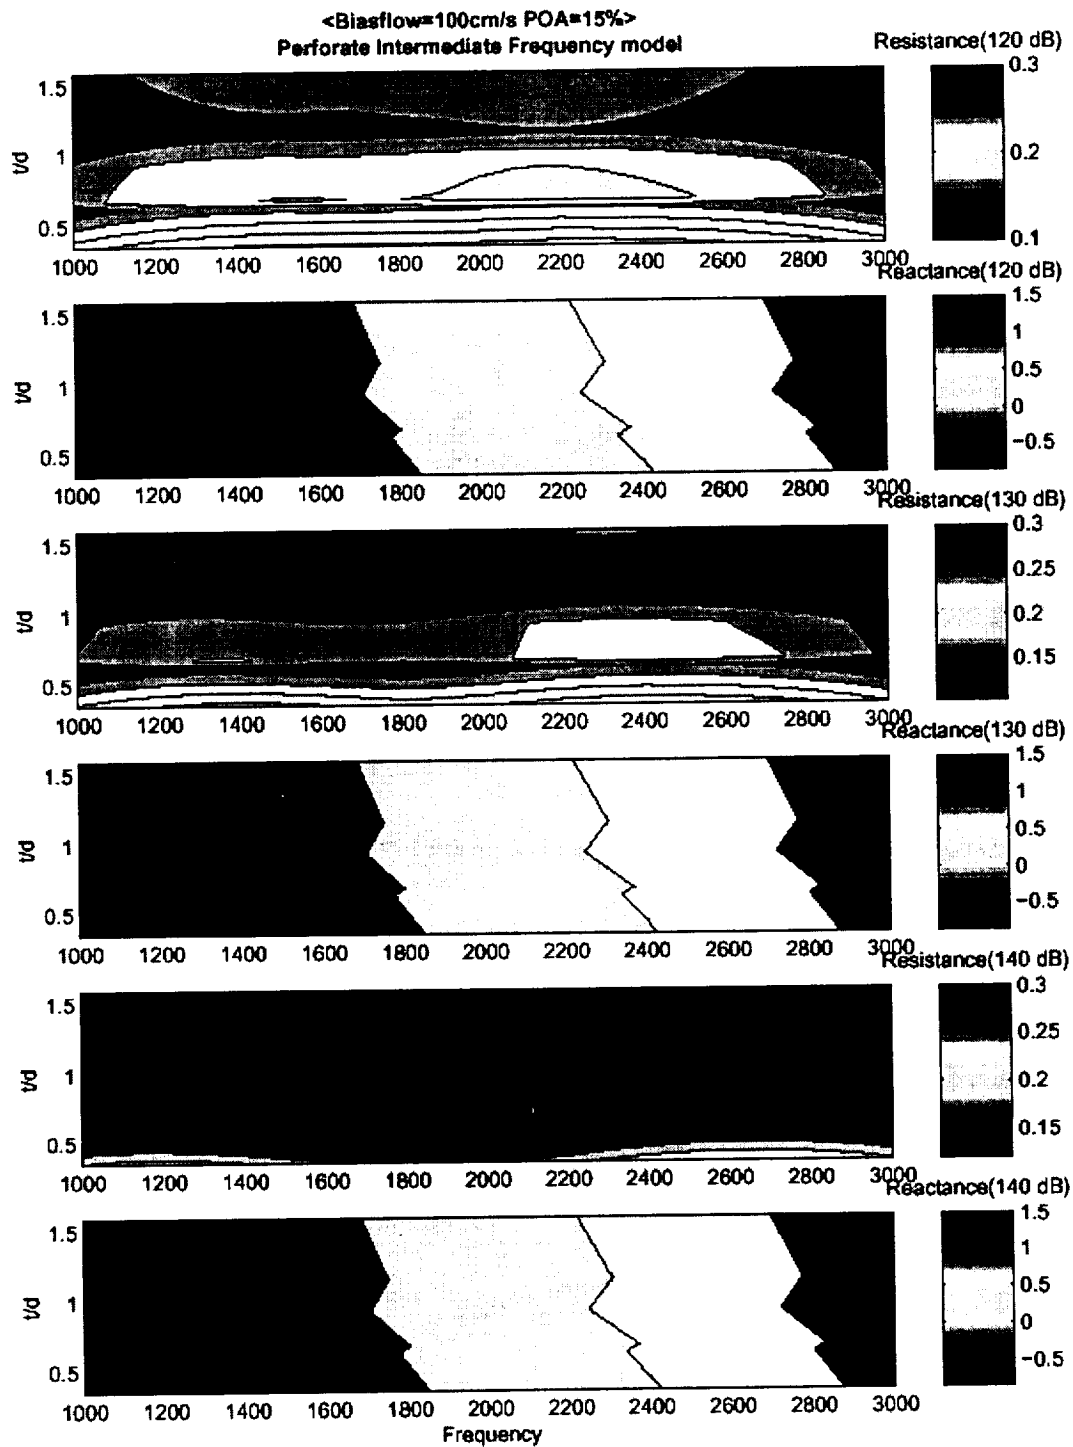 <Biasflow=100cm/s POA=15%>
Perforate Intermediate Frequency model
Resistance(120 dB)
1.5
1
0.5
t/d
1000 1200 1400 1600 1800 2000 2200 2400 2600 2800 3000
0.3
0.2
0.1
Reactance(120 dB)
1.5
1
0.5
t/d
1000 1200 1400 1600 1800 2000 2200 2400 2600 2800 3000
1.5
1
0.5
0
−0.5
Resistance(130 dB)
1.5
1
0.5
t/d
1000 1200 1400 1600 1800 2000 2200 2400 2600 2800 3000
0.3
0.25
0.2
0.15
Reactance(130 dB)
1.5
1
0.5
t/d
1000 1200 1400 1600 1800 2000 2200 2400 2600 2800 3000
1.5
1
0.5
0
−0.5
Resistance(140 dB)
1.5
1
0.5
t/d
1000 1200 1400 1600 1800 2000 2200 2400 2600 2800 3000
0.3
0.25
0.2
0.15
Reactance(140 dB)
1.5
1
0.5
t/d
1000 1200 1400 1600 1800 2000 2200 2400 2600 2800 3000
1.5
1
0.5
0
−0.5
Frequency